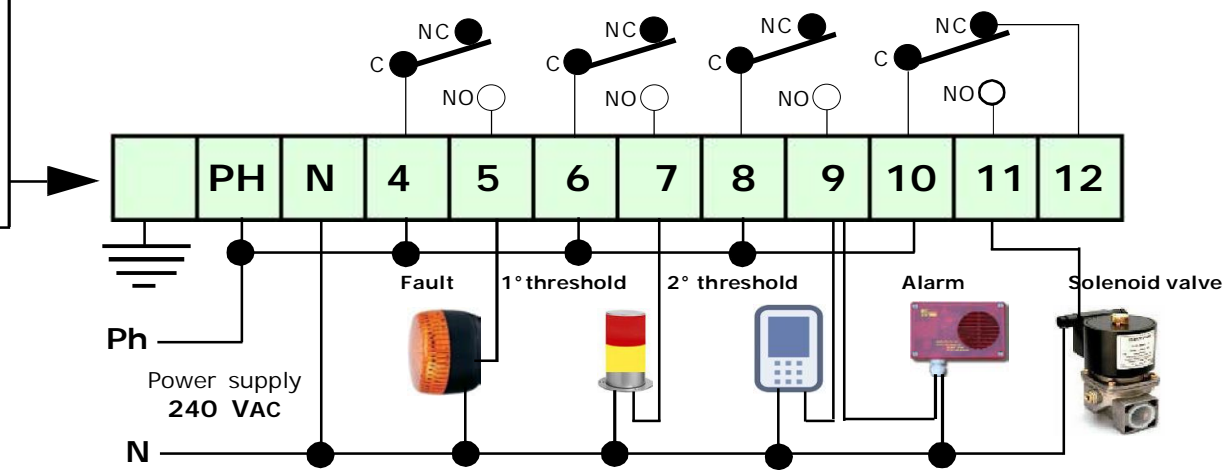 NC NC NC NC
C C C C
NO NO NO NO
PH N 4 5 6 7 8 9 10 11 12
Fault 1° threshold 2° threshold Alarm Solenoid valve
Ph
Power supply
240 VAC
N